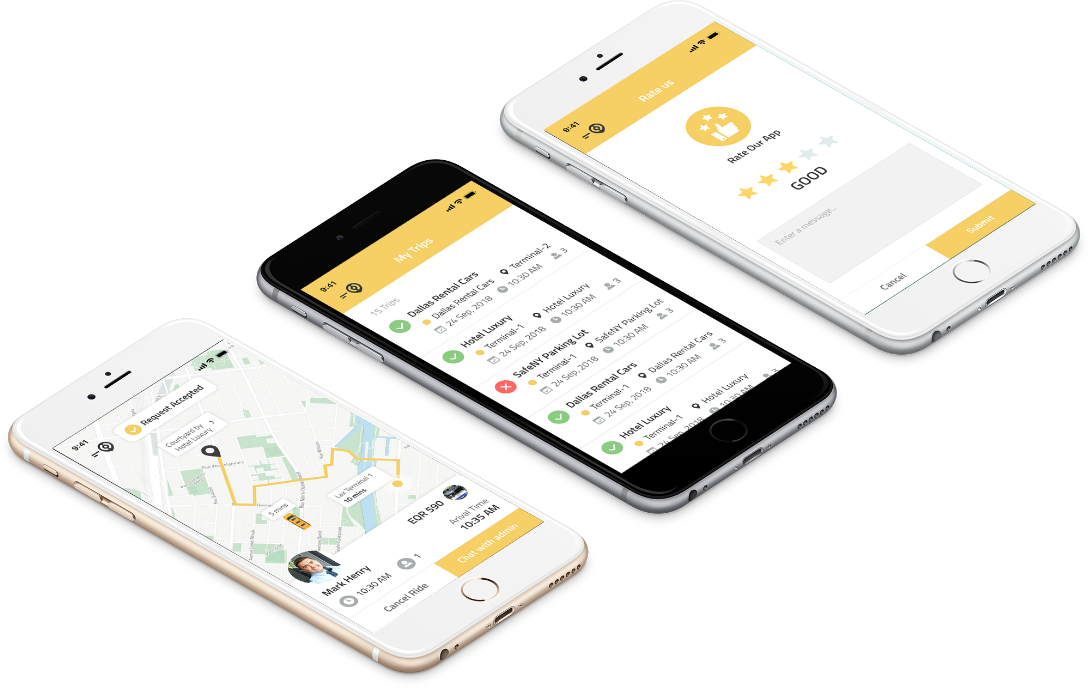 9:41
Rate us
Rate Our App
GOOD
Enter a message...
Cancel
Submit
9:41
My Trips
15 Trips
Dallas Rental Cars
Dallas Rental Cars
Terminal-2
24 Sep, 2018
10:30 AM
3
Hotel Luxury
Terminal-1
Hotel Luxury
24 Sep, 2018
10:30 AM
3
SafeNY Parking Lot
Terminal-1
SafeNY Parking Lot
24 Sep, 2018
10:30 AM
3
Dallas Rental Cars
Terminal-1
Dallas Rental Cars
24 Sep, 2018
10:30 AM
3
Hotel Luxury
Terminal-1
Hotel Luxury
24 Sep, 2018
10:30 AM
3
9:41
Request Accepted
Courtyard by
Hotel Luxury
Lax Terminal 1
10 mins
5 mins
EQR 590
Mark Henry
Arival Time
10:30 AM
1
10:35 AM
Cancel Ride
Chat with admin